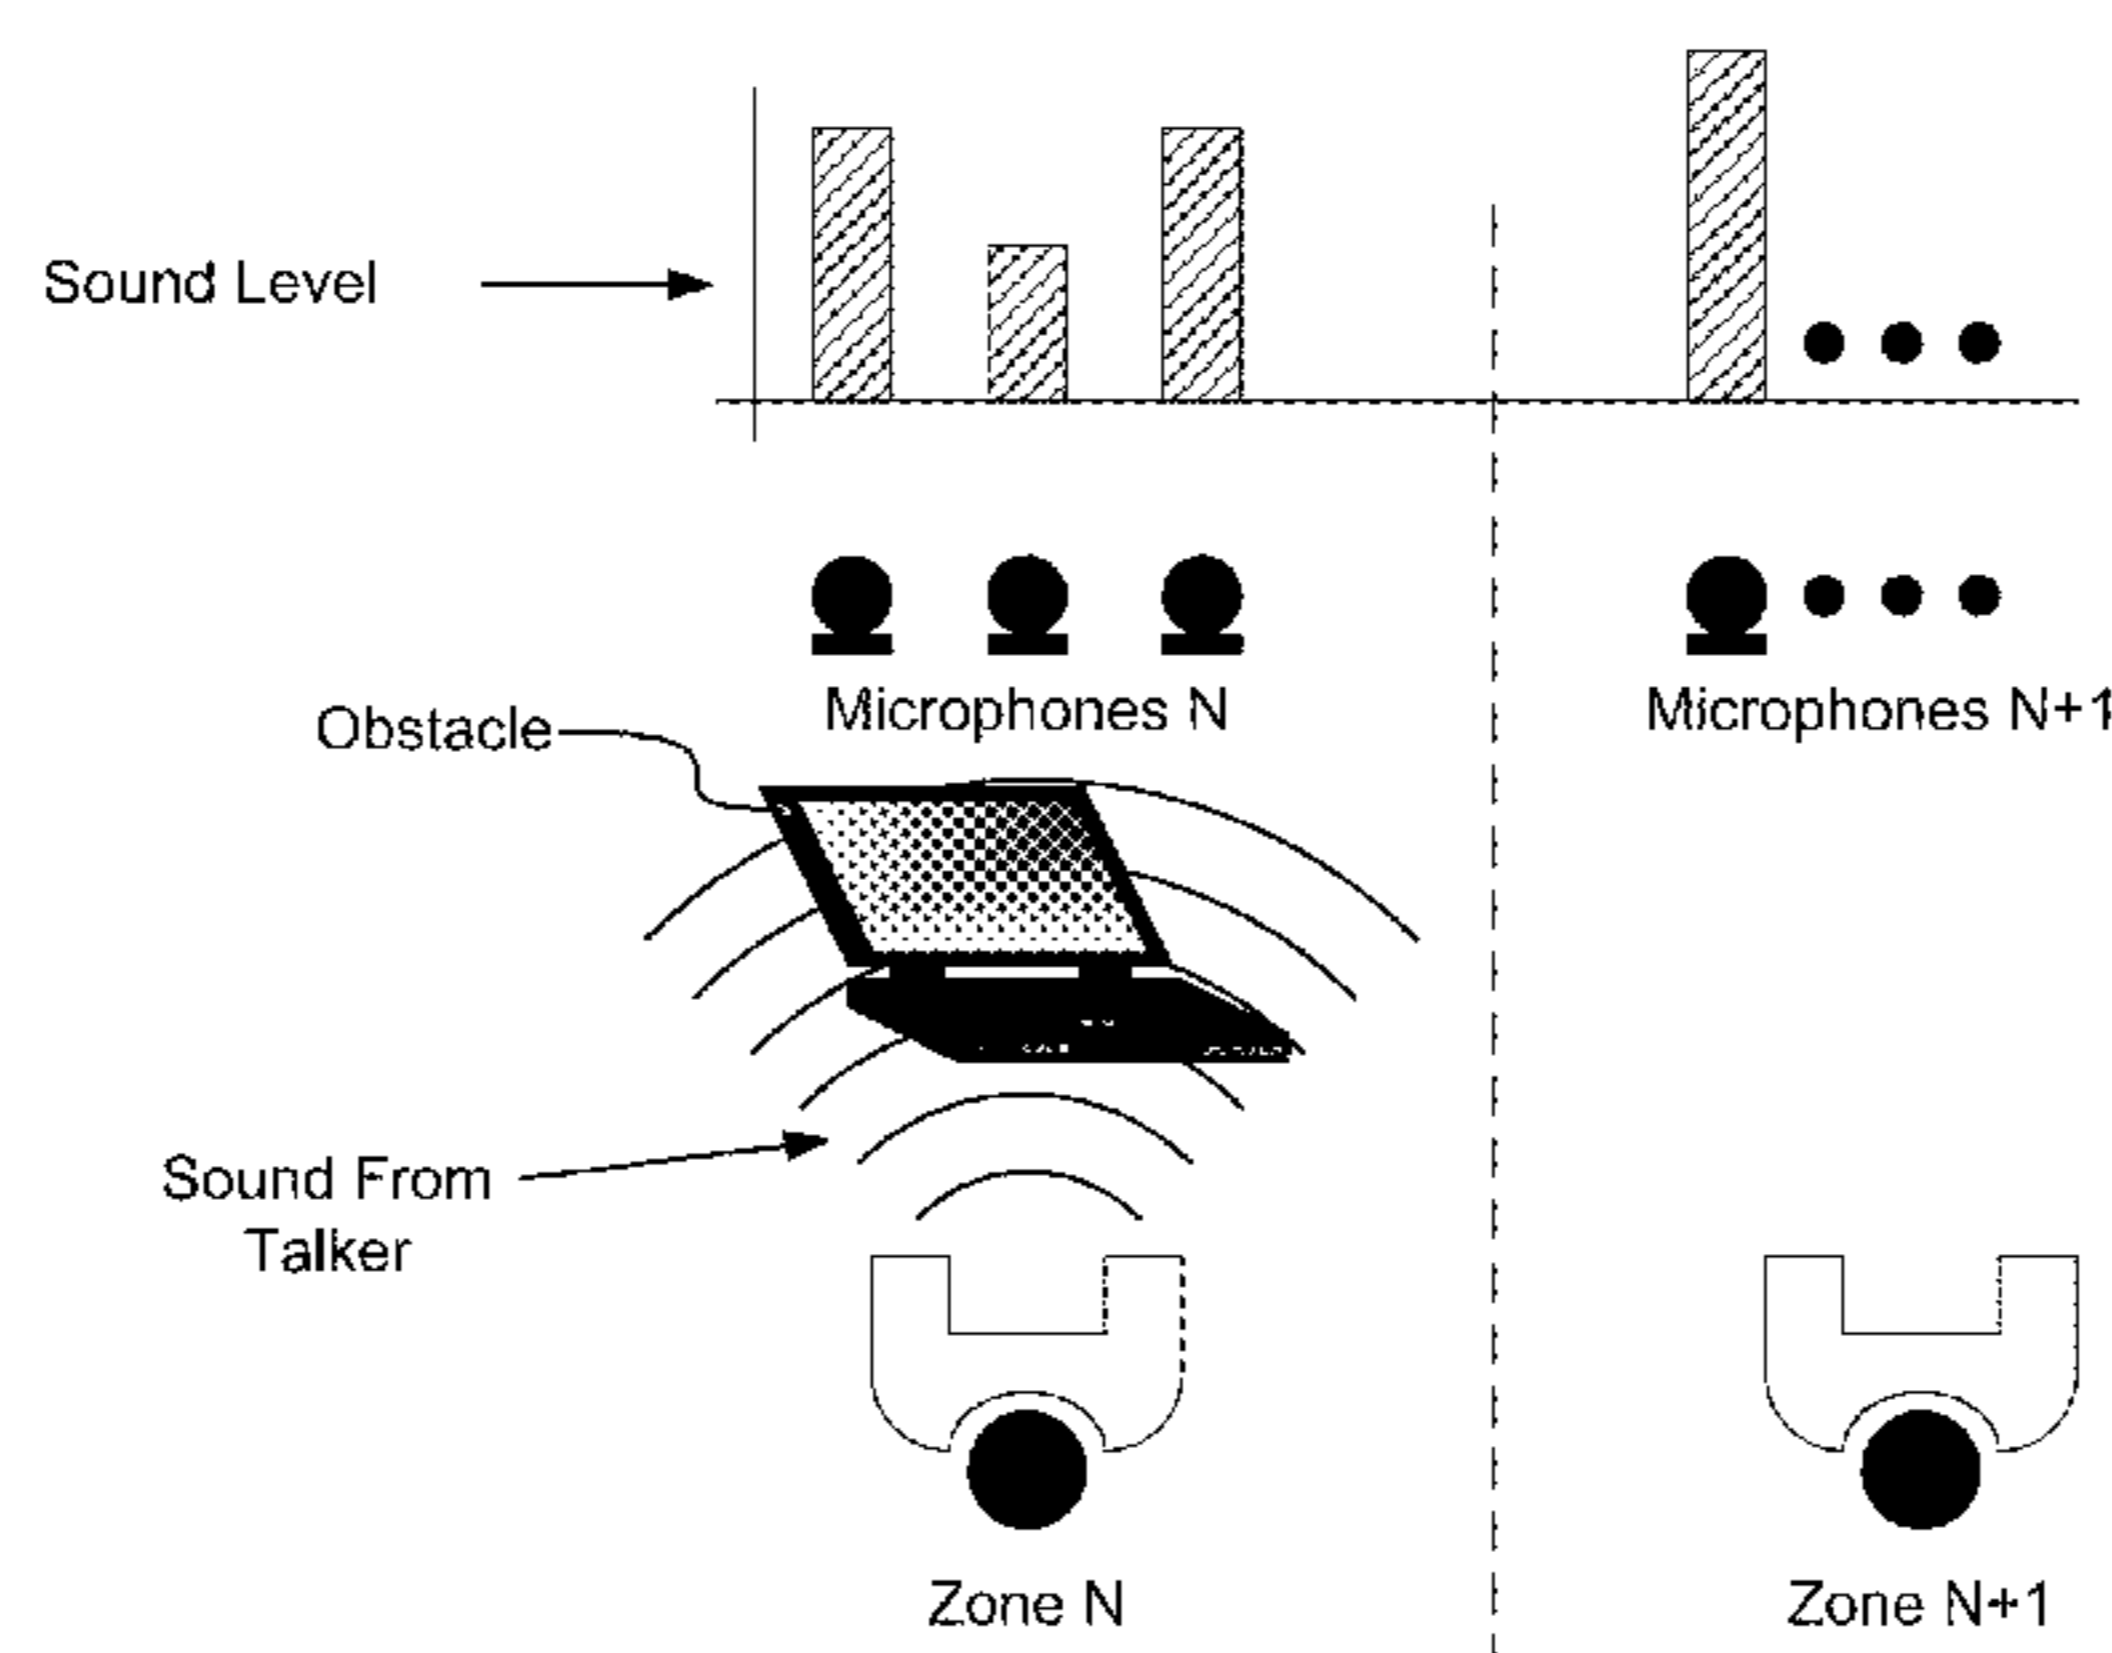 Sound Level
Microphones N
Microphones N+1
Obstacle
Sound From
Talker
Zone N
Zone N+1